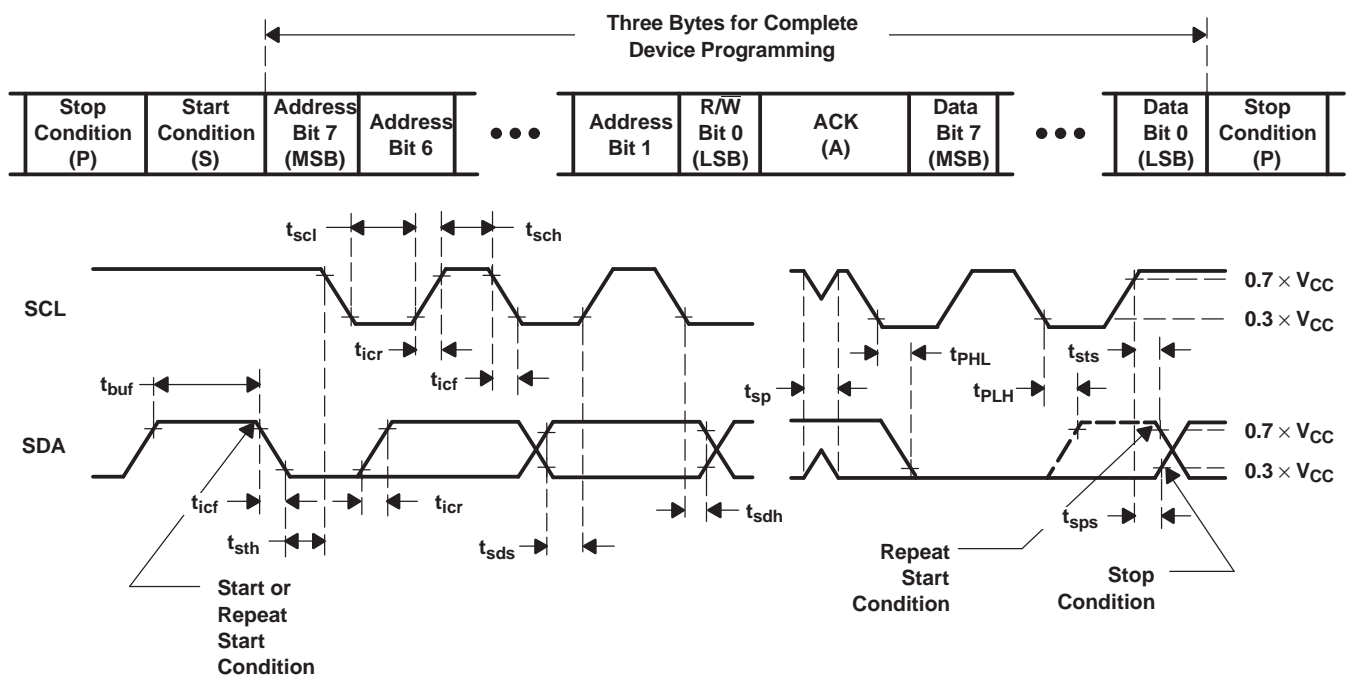 Three Bytes for Complete
Device Programming
Stop
Condition
(P)
Start
Condition
(S)
Address
Bit 7
(MSB)
Address
Bit 6
•••
Address
Bit 1
R/W̅
Bit 0
(LSB)
ACK
(A)
Data
Bit 7
(MSB)
•••
Data
Bit 0
(LSB)
Stop
Condition
(P)
tscl
tsch
SCL
0.7 × VCC
0.3 × VCC
ticr
ticf
tPHL
tsts
tbuf
tsp
tPLH
SDA
0.7 × VCC
0.3 × VCC
ticf
ticr
tsdh
tsps
tsth
tsds
Start or
Repeat
Start
Condition
Repeat
Start
Condition
Stop
Condition